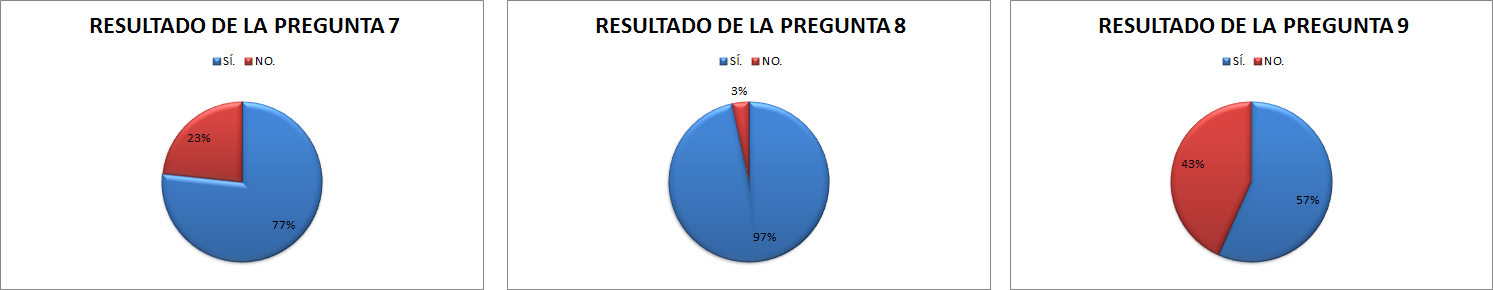 RESULTADO DE LA PREGUNTA 7
SÍ. NO.
23%
77%
RESULTADO DE LA PREGUNTA 8
SÍ. NO.
3%
97%
RESULTADO DE LA PREGUNTA 9
SÍ. NO.
43%
57%